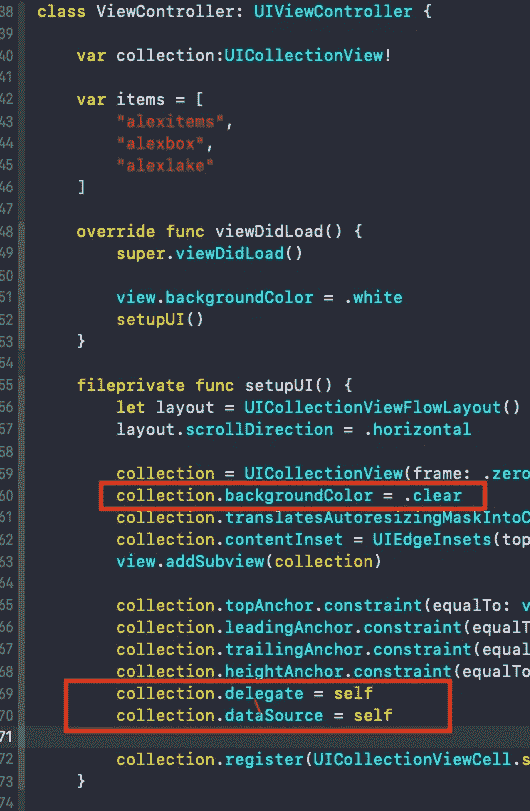 38 class ViewController: UIViewController {
39
40 var collection:UICollectionView!
41
42 var items = [
43 "alexitems",
44 "alexbox",
45 "alexlake"
46 ]
47
48 override func viewDidLoad() {
49 super.viewDidLoad()
50
51 view.backgroundColor = .white
52 setupUI()
53 }
54
55 fileprivate func setupUI() {
56 let layout = UICollectionViewFlowLayout()
57 layout.scrollDirection = .horizontal
58
59 collection = UICollectionView(frame: .zero
60 collection.backgroundColor = .clear
61 collection.translatesAutoresizingMaskIntoC
62 collection.contentInset = UIEdgeInsets(top
63 view.addSubview(collection)
64
65 collection.topAnchor.constraint(equalTo: v
66 collection.leadingAnchor.constraint(equalT
67 collection.trailingAnchor.constraint(equal
68 collection.heightAnchor.constraint(equalTo
69 collection.delegate = self
70 collection.dataSource = self
71
72 collection.register(UICollectionViewCell.s
73 }
74